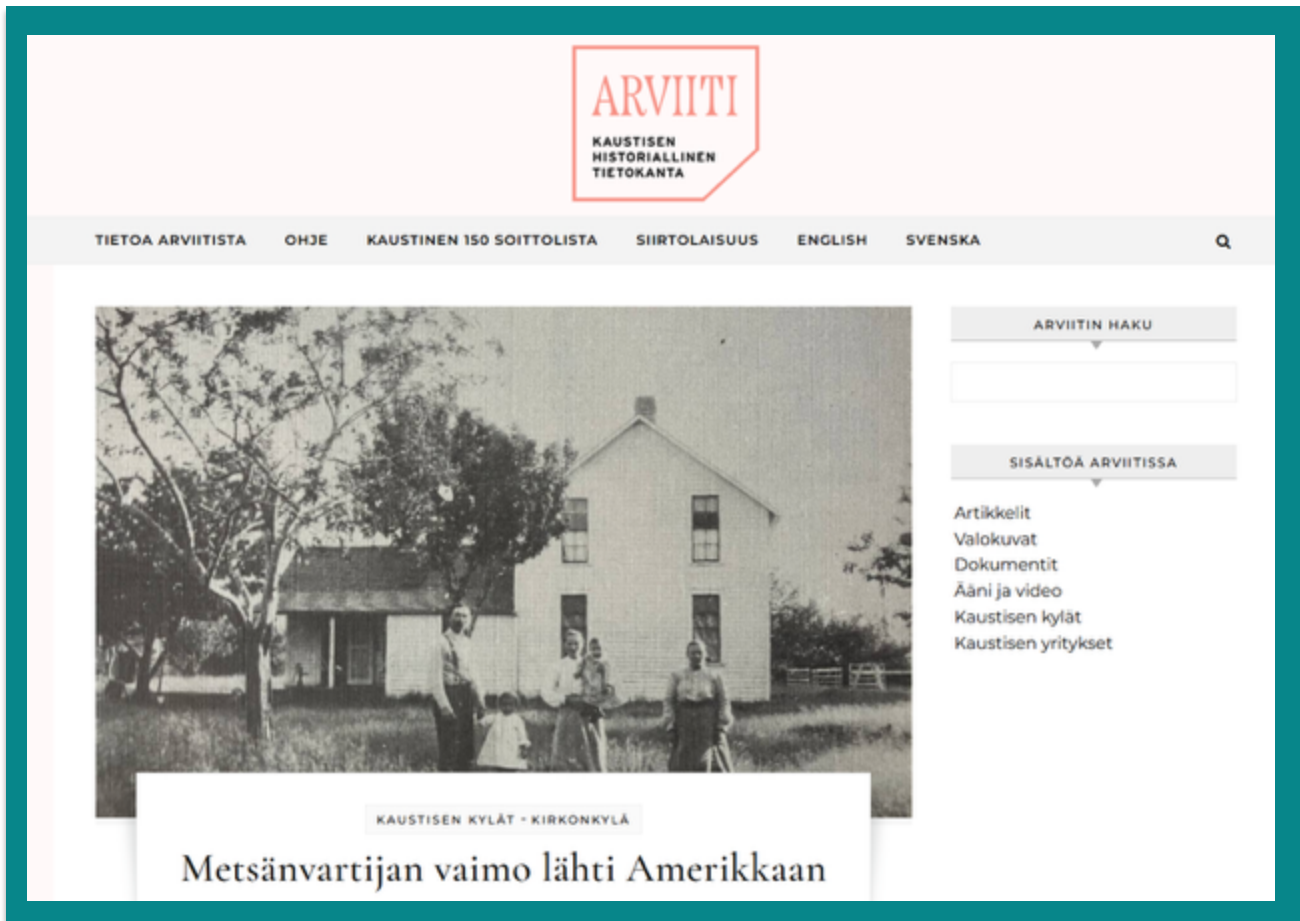 ARVIITI
KAUSTISEN
HISTORIALLINEN
TIETOKANTA
TIETOA ARVIITISTA OHJE KAUSTINEN 150 SOITTOLISTA SIIRTOLAISUUS ENGLISH SVENSKA
ARVIITIN HAKU
SISÄLTÖÄ ARVIITISSA
Artikkelit
Valokuvat
Dokumentit
Ääni ja video
Kaustisen kylät
Kaustisen yritykset
KAUSTISEN KYLÄT - KIRKONKYLÄ
Metsänvartijan vaimo lähti Amerikkaan